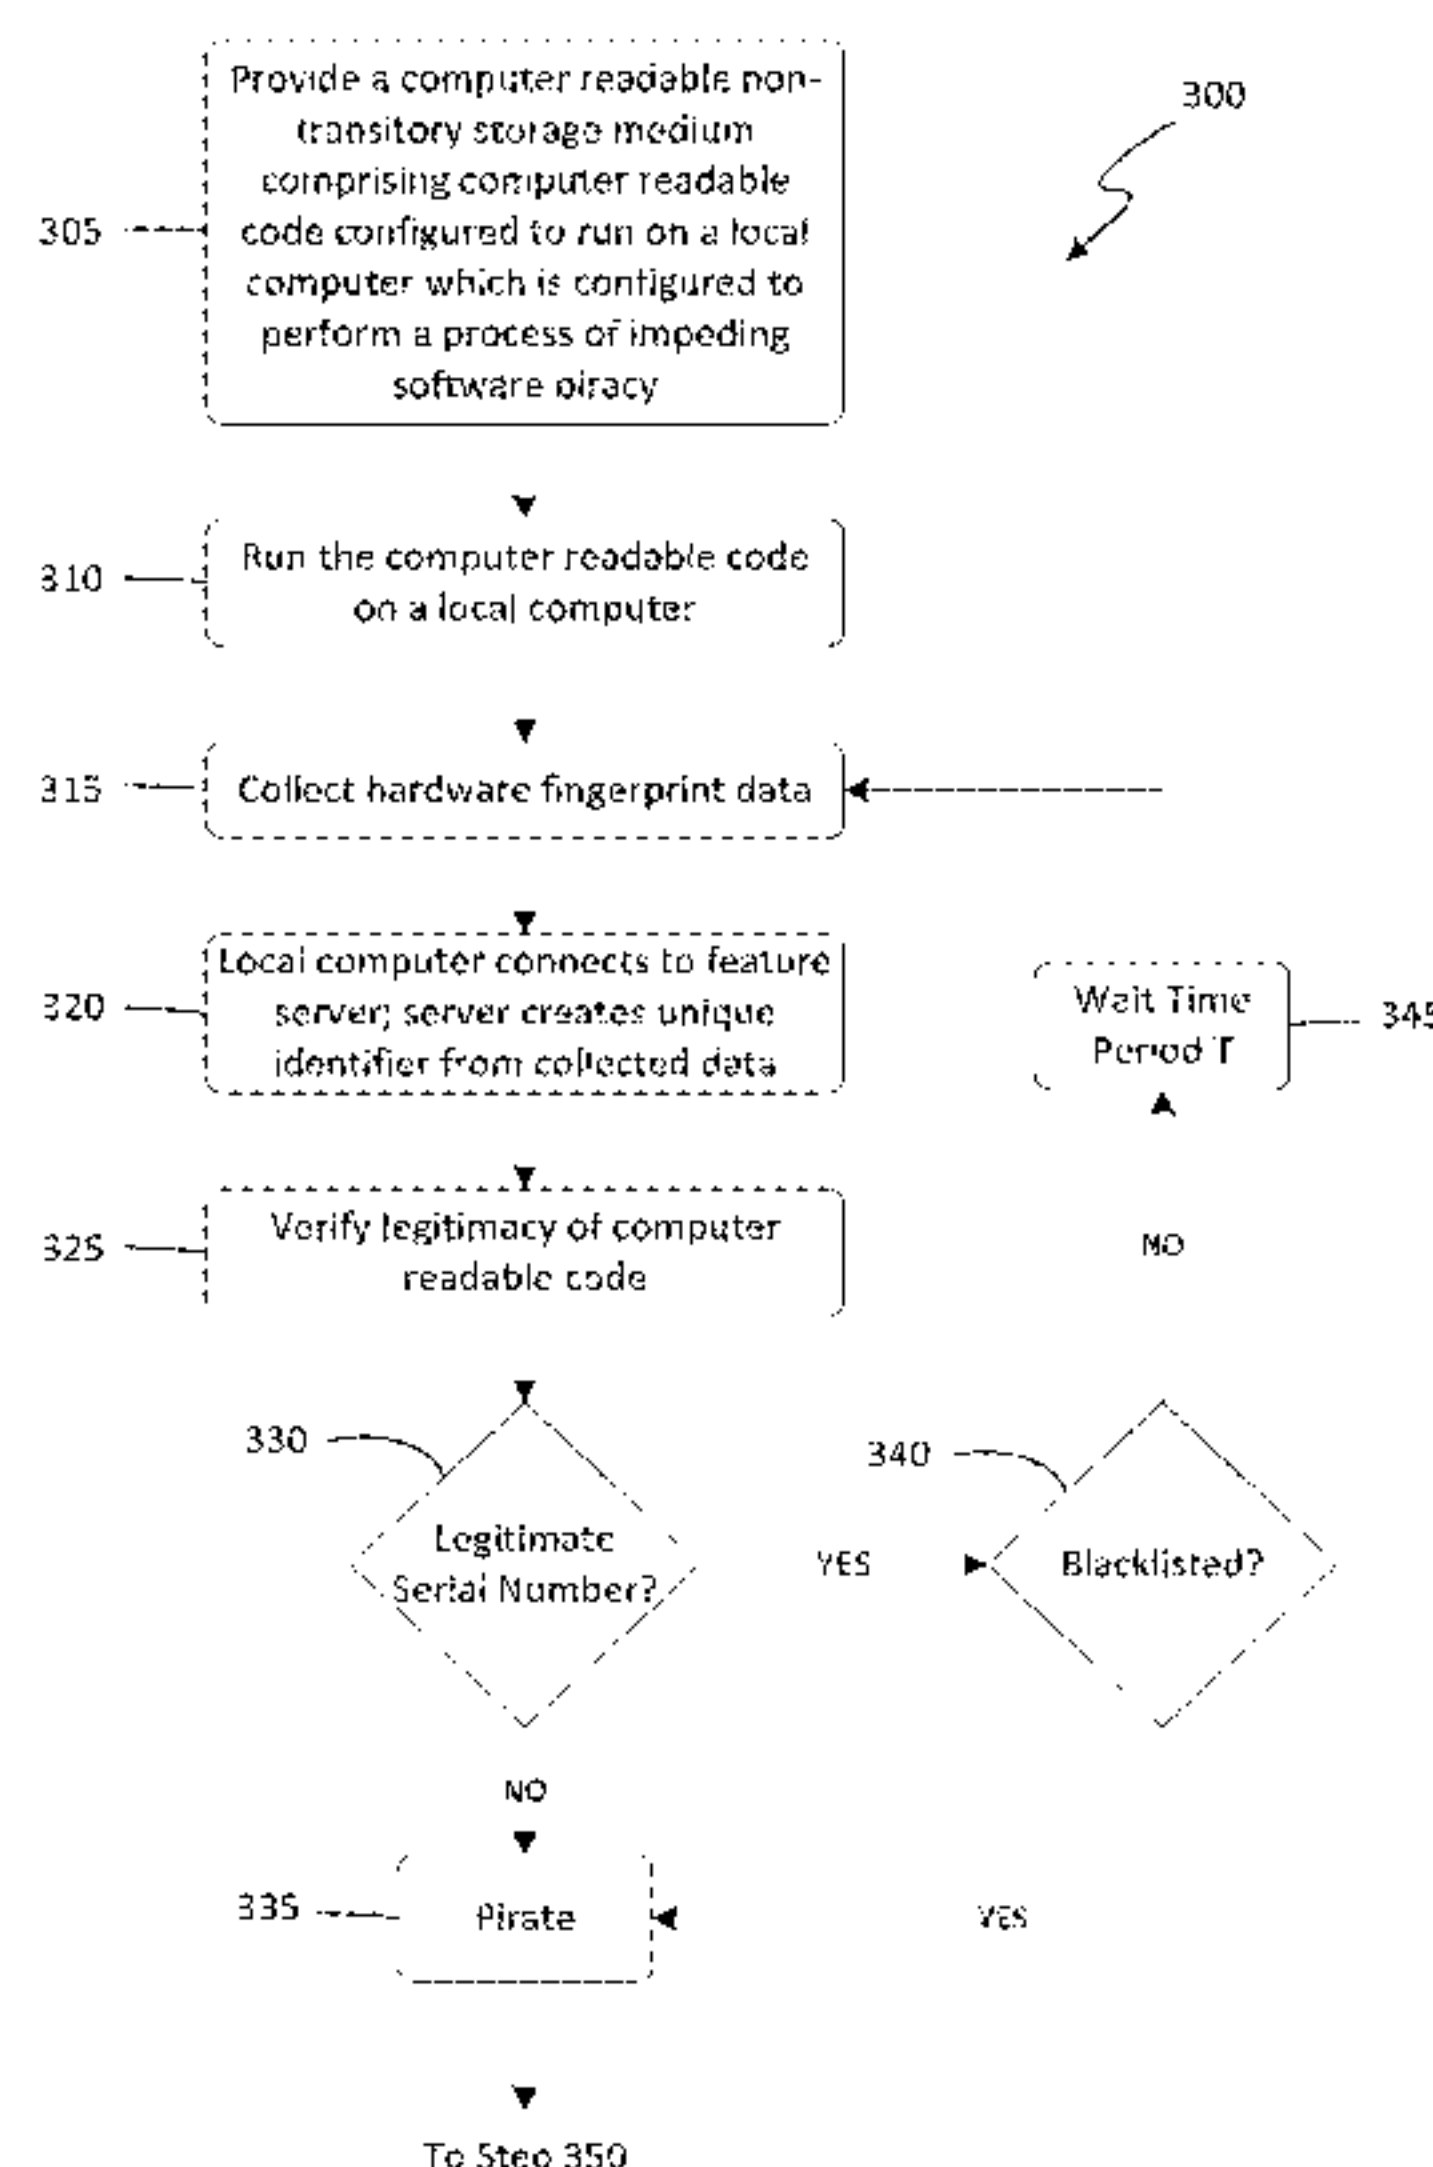 Provide a computer readable non-
transitory storage medium
comprising computer readable
code configured to run on a local
computer which is configured to
perform a process of impeding
software piracy
300
305
Run the computer readable code
on a local computer
310
Collect hardware fingerprint data
315
Local computer connects to feature
server; server creates unique
identifier from collected data
320
Wait Time
Period T
345
Verify legitimacy of computer
readable code
325
NO
330
Legitimate
Serial Number?
YES
340
Blacklisted?
NO
335
Pirate
YES
To Step 350